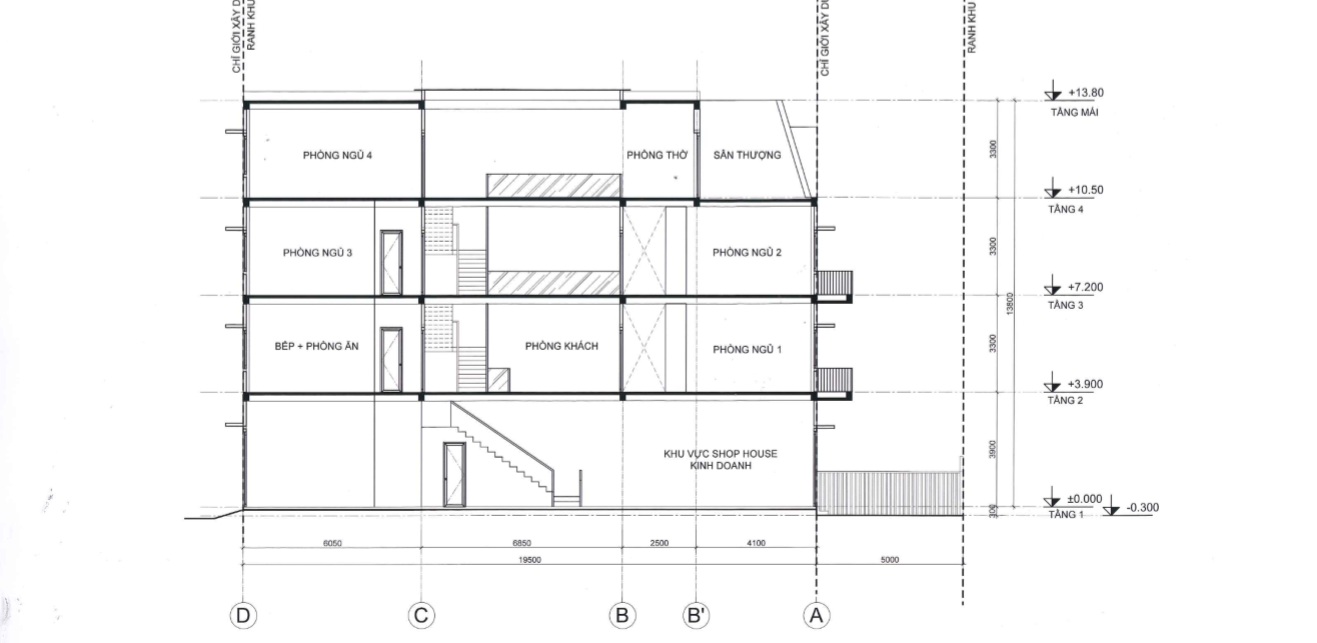 CHỈ GIỚI XÂY D
RANH KHU
CHỈ GIỚI XÂY D
RANH KHU
+13.80
TẦNG MÁI
PHÒNG NGỦ 4
PHÒNG THỜ
SÂN THƯỢNG
3300
+10.50
TẦNG 4
PHÒNG NGỦ 3
PHÒNG NGỦ 2
3300
+7.200
TẦNG 3
13800
BẾP + PHÒNG ĂN
PHÒNG KHÁCH
PHÒNG NGỦ 1
3300
+3.900
TẦNG 2
KHU VỰC SHOP HOUSE
KINH DOANH
3900
±0.000
TẦNG 1
300
-0.300
6050
6850
2500
4100
19500
5000
D
C
B
B'
A